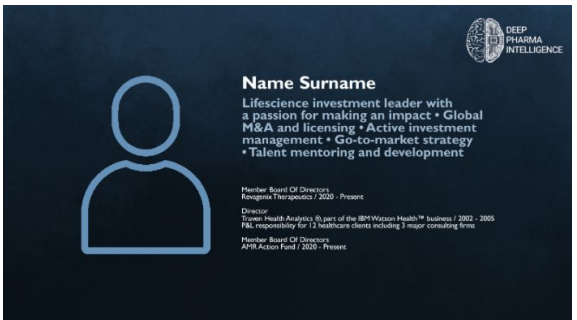 DEEP
PHARMA
INTELLIGENCE
Name Surname
Lifescience investment leader with
a passion for making an impact • Global
M&A and licensing • Active investment
management • Go-to-market strategy
• Talent mentoring and development
Member Board Of Directors
Revagenix Therapeutics / 2020 - Present
Director
Truven Health Analytics ®, part of the IBM Watson Health™ business / 2002 - 2005
P&L responsibility for 12 healthcare clients including 3 major consulting firms
Member Board Of Directors
AMR Action Fund / 2020 - Present